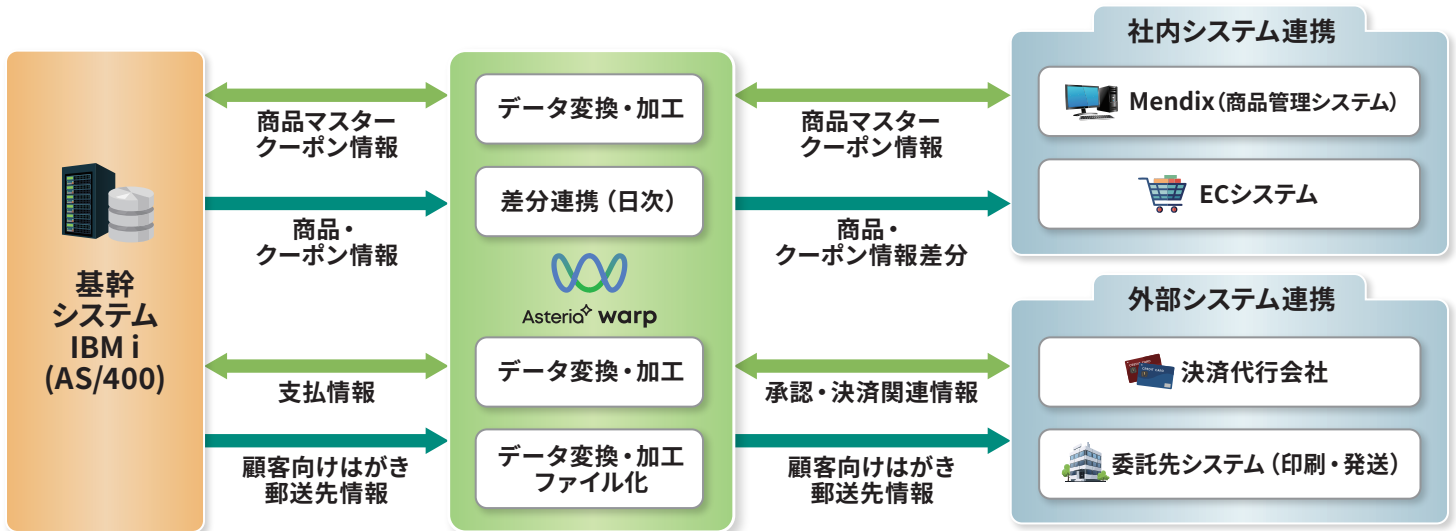 基幹
システム
IBM i
(AS/400)
商品マスター
クーポン情報
商品・
クーポン情報
支払情報
顧客向けはがき
郵送先情報
データ変換・加工
差分連携（日次）
Asteria warp
データ変換・加工
データ変換・加工
ファイル化
商品マスター
クーポン情報
商品・
クーポン情報差分
承認・決済関連情報
顧客向けはがき
郵送先情報
社内システム連携
Mendix（商品管理システム）
ECシステム
外部システム連携
CREDIT CARD
CREDIT CARD
決済代行会社
委託先システム（印刷・発送）